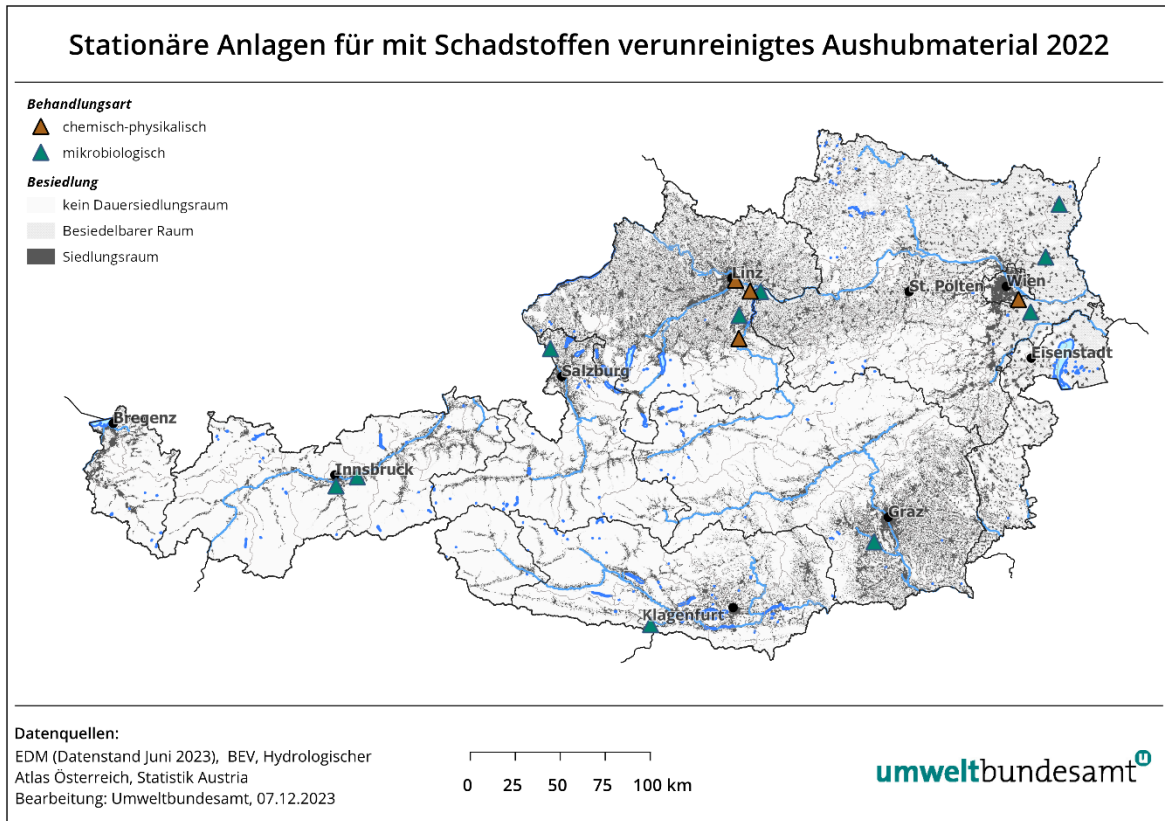 Stationäre Anlagen für mit Schadstoffen verunreinigtes Aushubmaterial 2022
Behandlungsart
chemisch-physikalisch
mikrobiologisch
Besiedlung
kein Dauersiedlungsraum
Besiedelbarer Raum
Siedlungsraum
Linz
St. Pölten
Wien
Eisenstadt
Salzburg
Bregenz
Innsbruck
Graz
Klagenfurt
Datenquellen:
EDM (Datenstand Juni 2023), BEV, Hydrologischer
Atlas Österreich, Statistik Austria
Bearbeitung: Umweltbundesamt, 07.12.2023
0 25 50 75 100 km
umweltbundesamt u